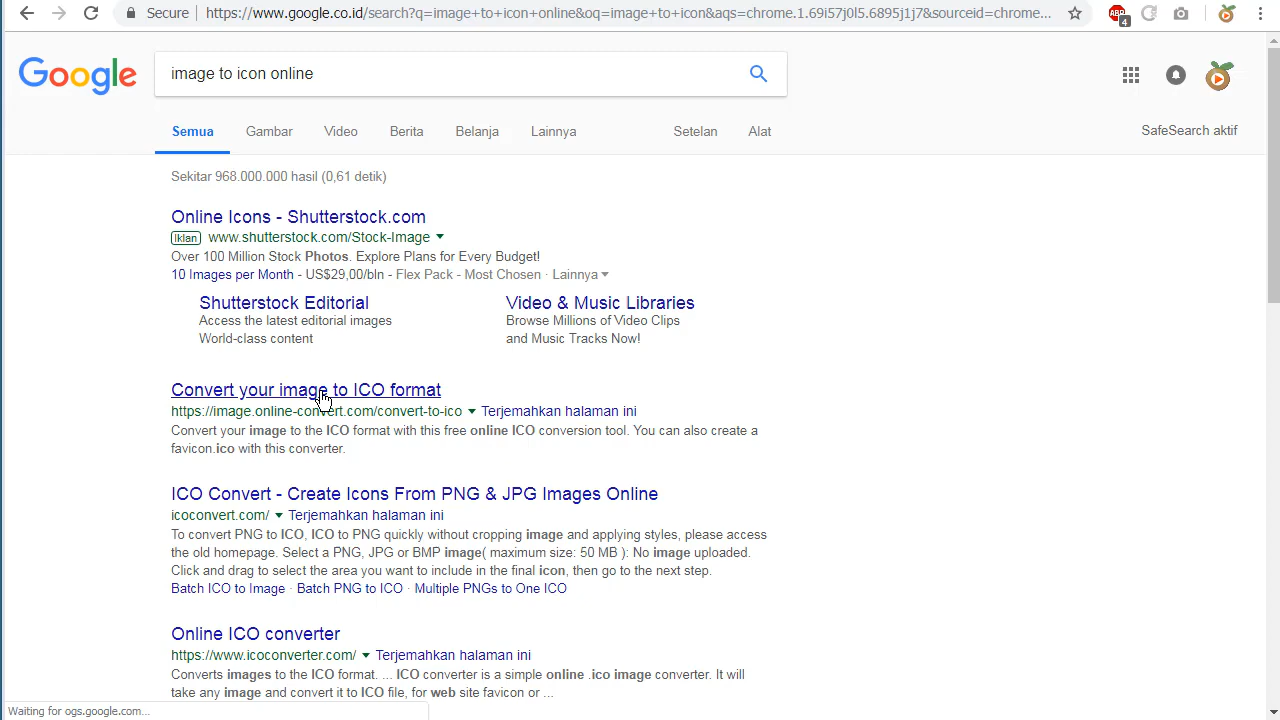 Secure https://www.google.co.id/search?q=image+to+icon+online&oq=image+to+icon&aqs=chrome.1.69i57j0l5.6895j1j7&sourceid=chrome...
ABP
4
Google
image to icon online
Semua Gambar Video Berita Belanja Lainnya Setelan Alat
SafeSearch aktif
Sekitar 968.000.000 hasil (0,61 detik)
Online Icons - Shutterstock.com
Iklan www.shutterstock.com/Stock-Image
Over 100 Million Stock Photos. Explore Plans for Every Budget!
10 Images per Month - US$29,00/bln - Flex Pack - Most Chosen · Lainnya
Shutterstock Editorial Video & Music Libraries
Access the latest editorial images Browse Millions of Video Clips
World-class content and Music Tracks Now!
Convert your image to ICO format
https://image.online-convert.com/convert-to-ico Terjemahkan halaman ini
Convert your image to the ICO format with this free online ICO conversion tool. You can also create a
favicon.ico with this converter.
ICO Convert - Create Icons From PNG & JPG Images Online
icoconvert.com/ Terjemahkan halaman ini
To convert PNG to ICO, ICO to PNG quickly without cropping image and applying styles, please access
the old homepage. Select a PNG, JPG or BMP image( maximum size: 50 MB ): No image uploaded.
Click and drag to select the area you want to include in the final icon, then go to the next step.
Batch ICO to Image · Batch PNG to ICO · Multiple PNGs to One ICO
Online ICO converter
https://www.icoconverter.com/ Terjemahkan halaman ini
Converts images to the ICO format. ... ICO converter is a simple online .ico image converter. It will
take any image and convert it to ICO file, for web site favicon or ...
Waiting for ogs.google.com...